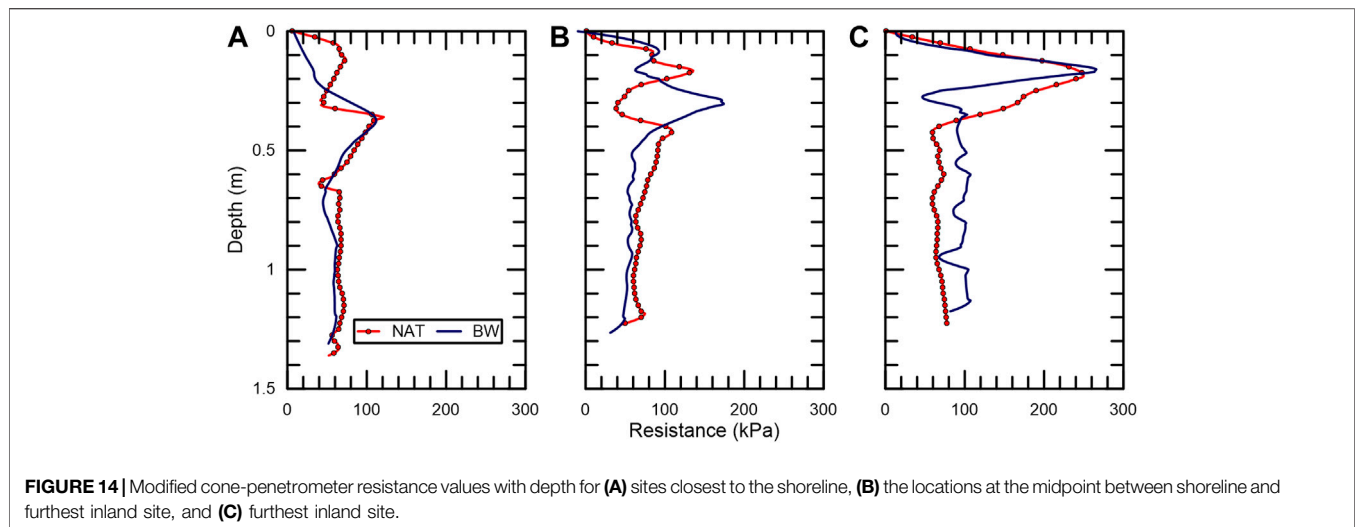 A
B
C
0
0.5
1
1.5
Depth (m)
NAT
BW
0 100 200 300
0 100 200 300
0 100 200 300
Resistance (kPa)
FIGURE 14 | Modified cone-penetrometer resistance values with depth for (A) sites closest to the shoreline, (B) the locations at the midpoint between shoreline and
furthest inland site, and (C) furthest inland site.